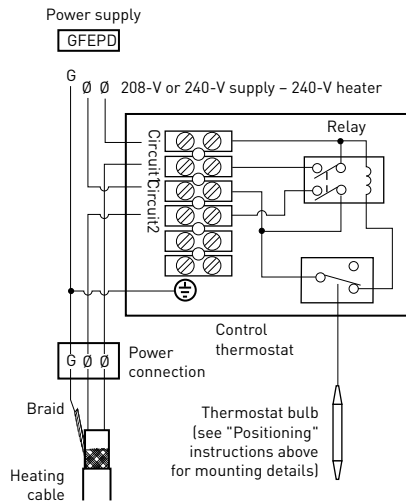 Power supply
GFEPD
G Ø Ø 208-V or 240-V supply – 240-V heater
Relay
Circuit1
Circuit2
Control
thermostat
G Ø Ø
Power
connection
Braid
Thermostat bulb
(see "Positioning"
instructions above
for mounting details)
Heating
cable